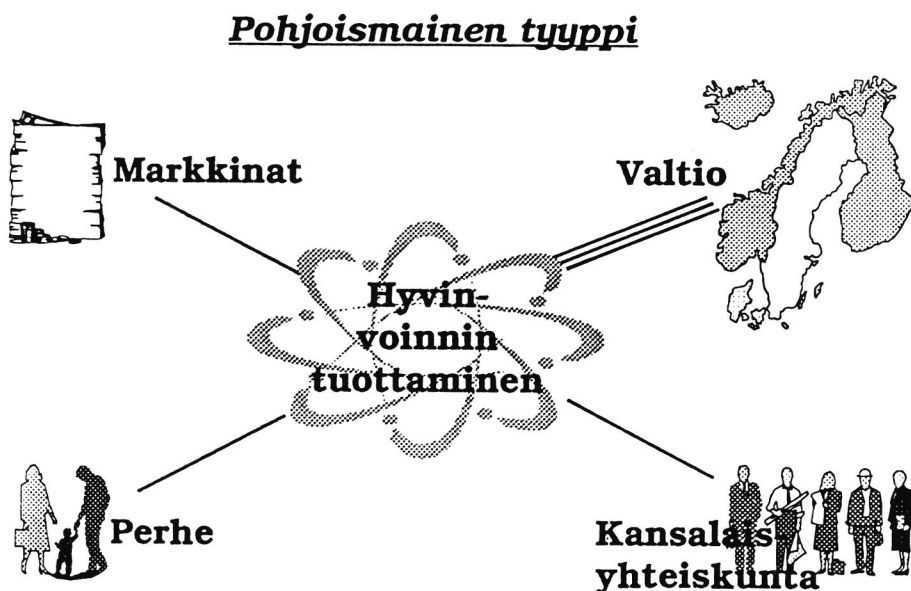 Pohjoismainen tyyppi
Markkinat
Valtio
Hyvin-
voinnin
tuottaminen
Perhe
Kansalais-
yhteiskunta